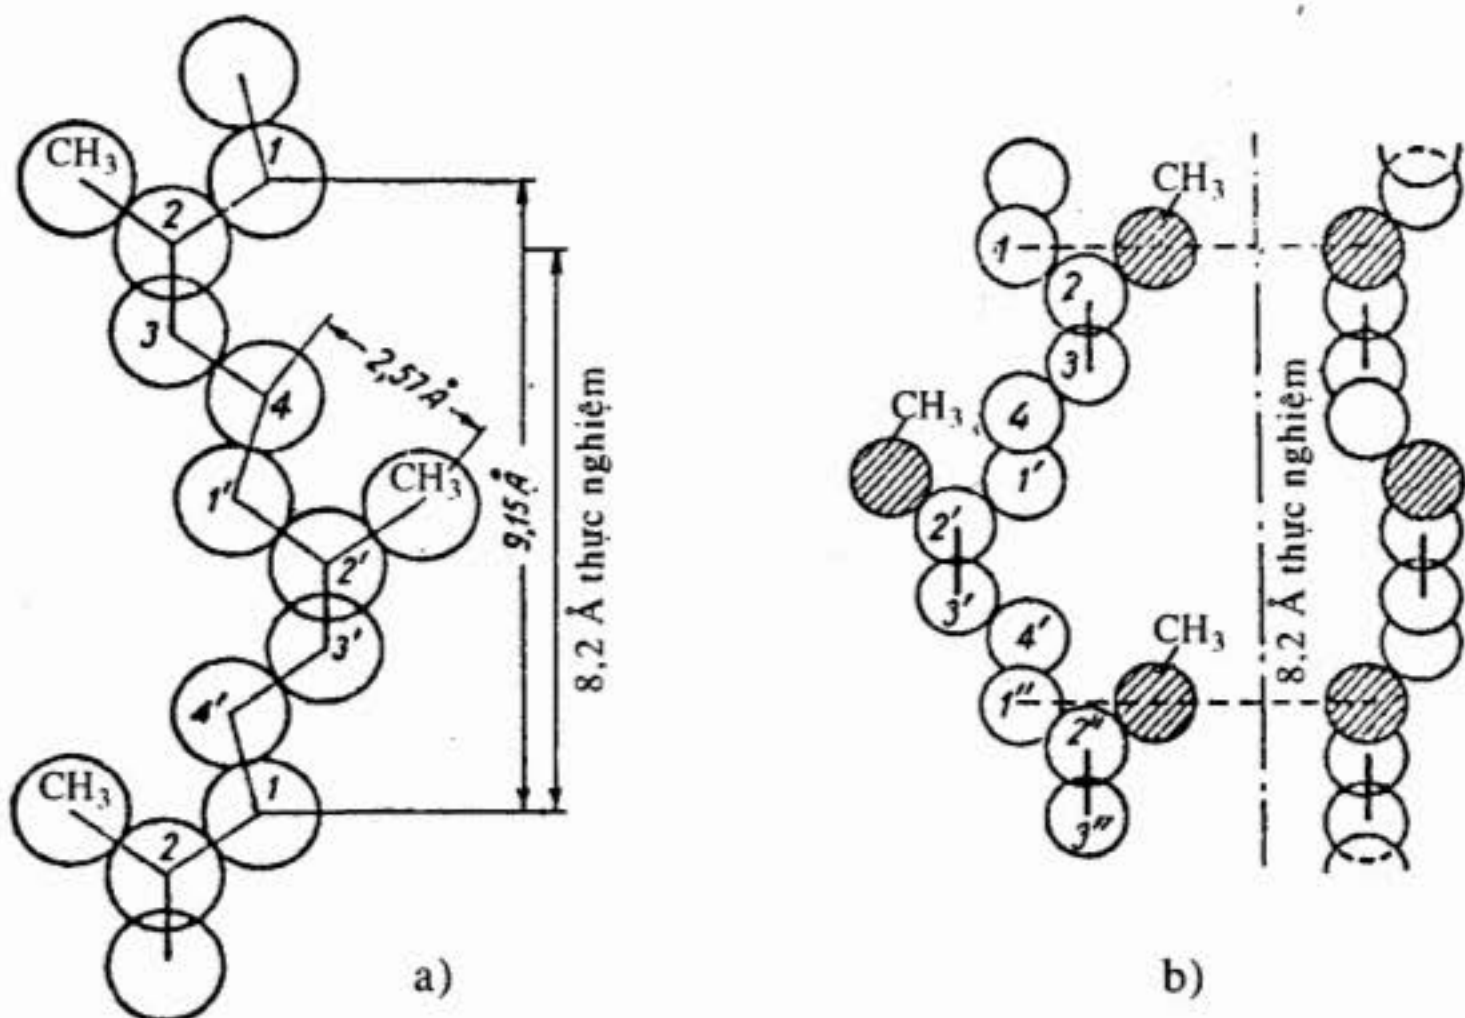 CH₃
1
2
3
4
2,57 Å
1'
CH₃
2'
3'
4'
9,15 Å
8,2 Å thực nghiệm
CH₃
1
2
a)
CH₃
1
2
3
CH₃
4
1'
2'
3'
4'
CH₃
1"
2"
3"
8,2 Å thực nghiệm
b)